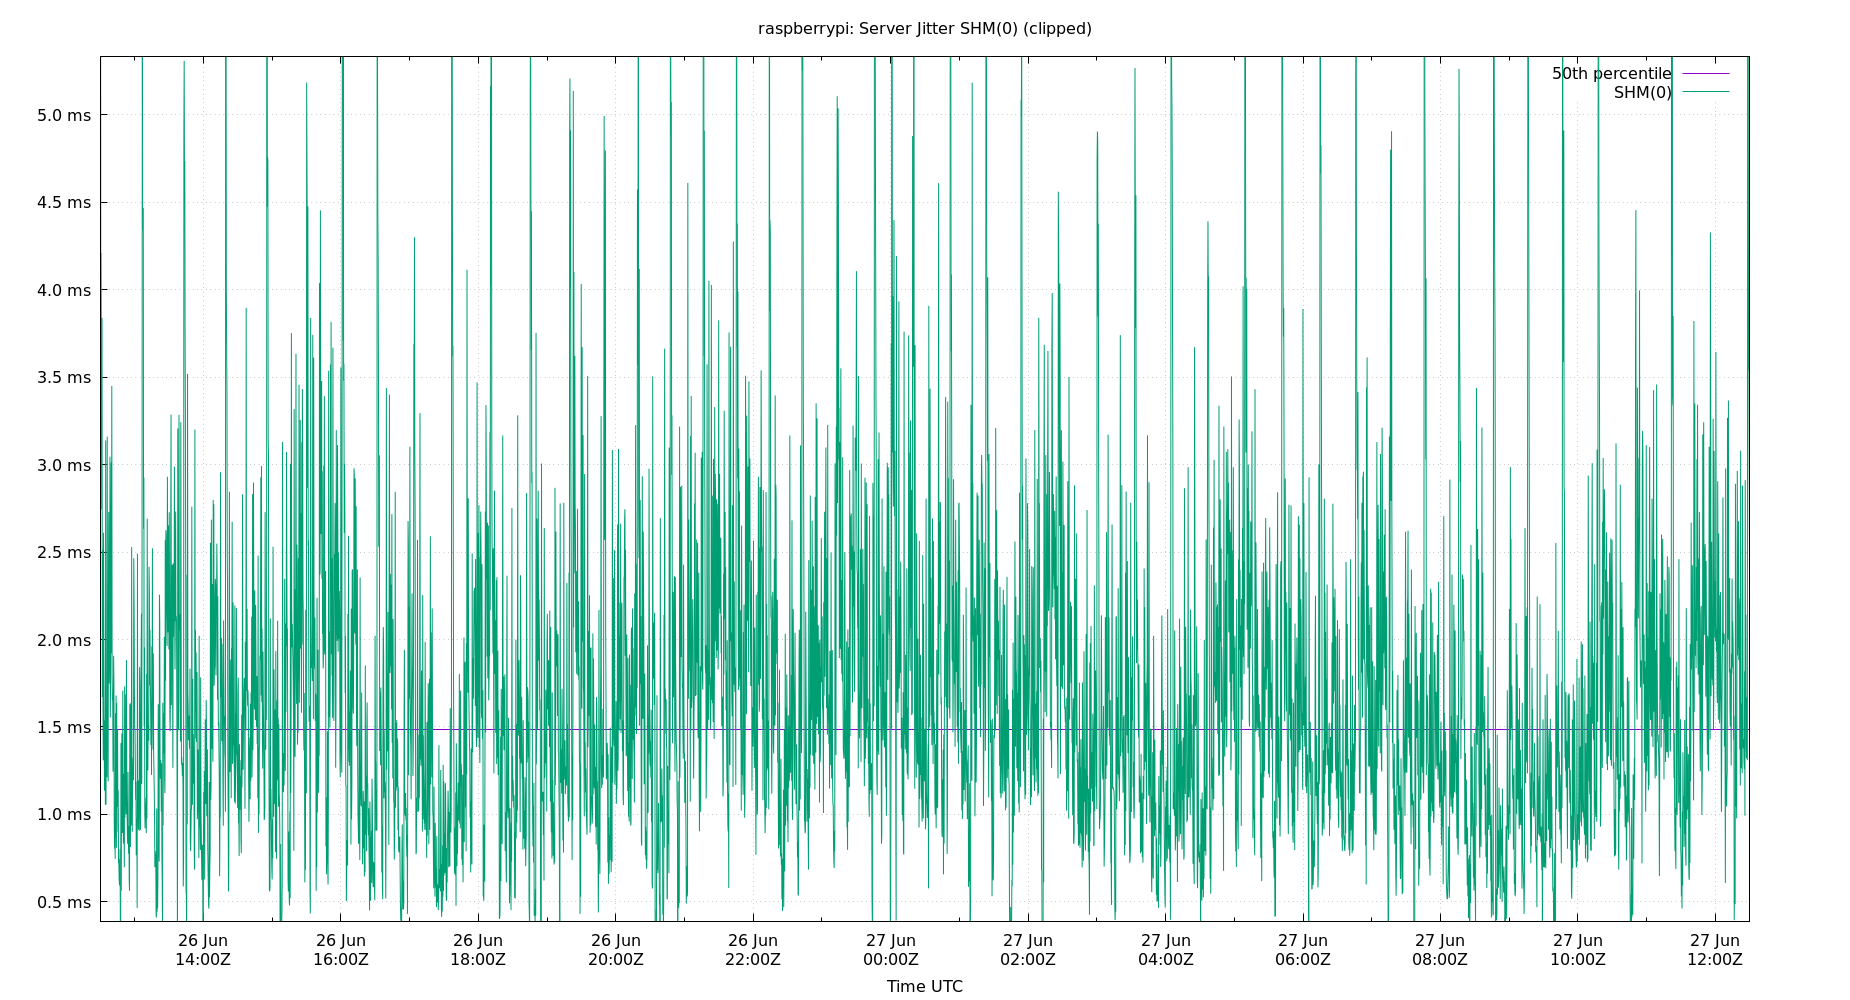 raspberrypi: Server Jitter SHM(0) (clipped)
50th percentile
SHM(0)
5.0 ms
4.5 ms
4.0 ms
3.5 ms
3.0 ms
2.5 ms
2.0 ms
1.5 ms
1.0 ms
0.5 ms
26 Jun 26 Jun 26 Jun 26 Jun 26 Jun 27 Jun 27 Jun 27 Jun 27 Jun 27 Jun 27 Jun 27 Jun
14:00Z 16:00Z 18:00Z 20:00Z 22:00Z 00:00Z 02:00Z 04:00Z 06:00Z 08:00Z 10:00Z 12:00Z
Time UTC